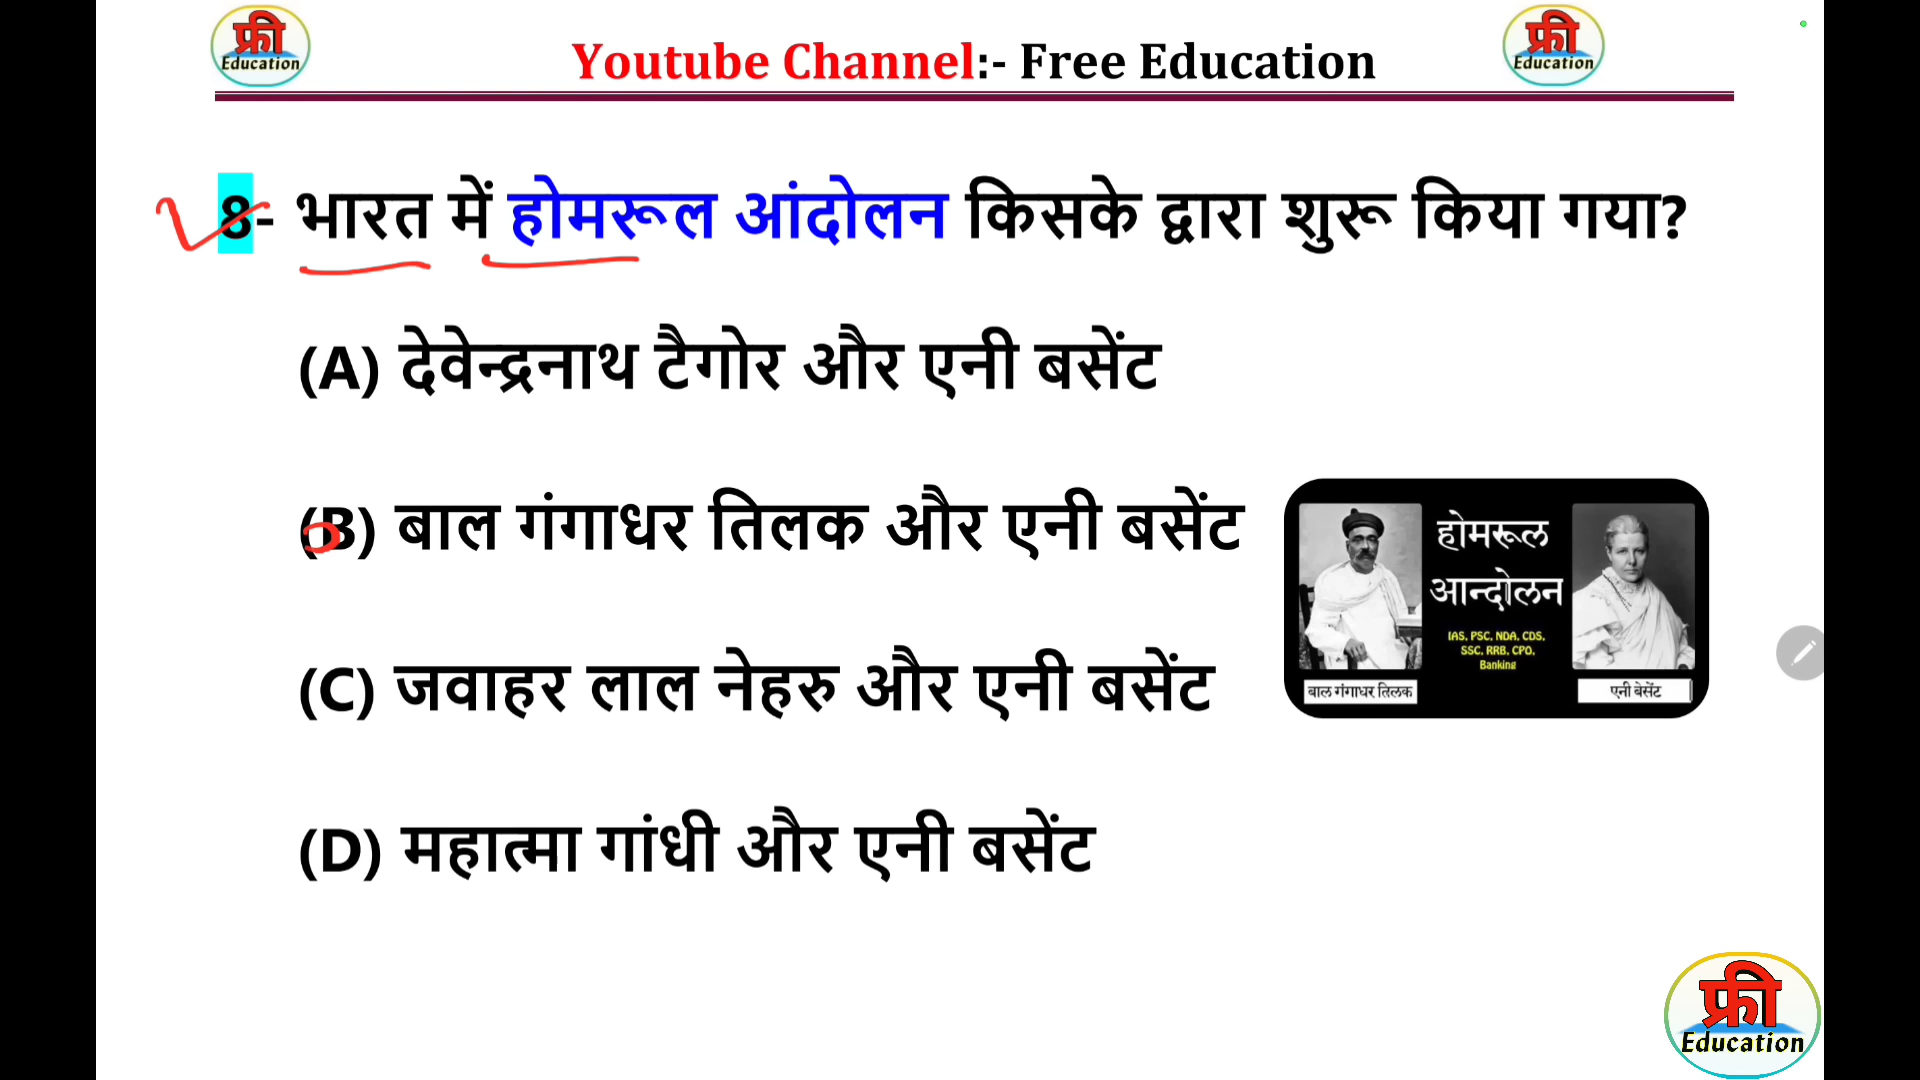 फ्री
Education
Youtube Channel:- Free Education
फ्री
Education
8- भारत में होमरूल आंदोलन किसके द्वारा शुरू किया गया?
(A) देवेन्द्रनाथ टैगोर और एनी बसेंट
(B) बाल गंगाधर तिलक और एनी बसेंट
होमरूल
आन्दोलन
IAS, PSC, NDA, CDS,
SSC, RRB, CPO,
Banking
बाल गंगाधर तिलक
एनी बेसेंट
(C) जवाहर लाल नेहरु और एनी बसेंट
(D) महात्मा गांधी और एनी बसेंट
फ्री
Education